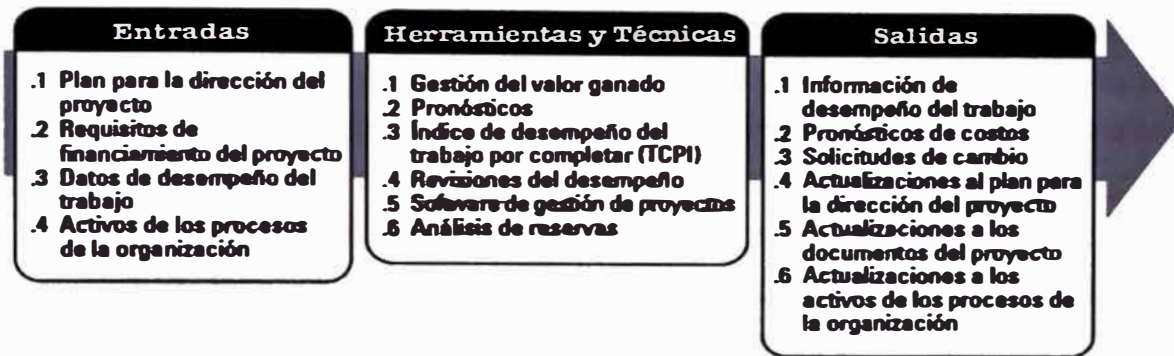 Entradas
.1 Plan para la dirección del
proyecto
.2 Requisitos de
financiamiento del proyecto
.3 Datos de desempeño del
trabajo
.4 Activos de los procesos
de la organización
Herramientas y Técnicas
.1 Gestión del valor ganado
.2 Pronósticos
.3 Índice de desempeño del
trabajo por completar (TCPI)
.4 Revisiones del desempeño
.5 Software de gestión de proyectos
.6 Análisis de reservas
Salidas
.1 Información de
desempeño del trabajo
.2 Pronósticos de costos
.3 Solicitudes de cambio
.4 Actualizaciones al plan para
la dirección del proyecto
.5 Actualizaciones a los
documentos del proyecto
.6 Actualizaciones a los
activos de los procesos de
la organización